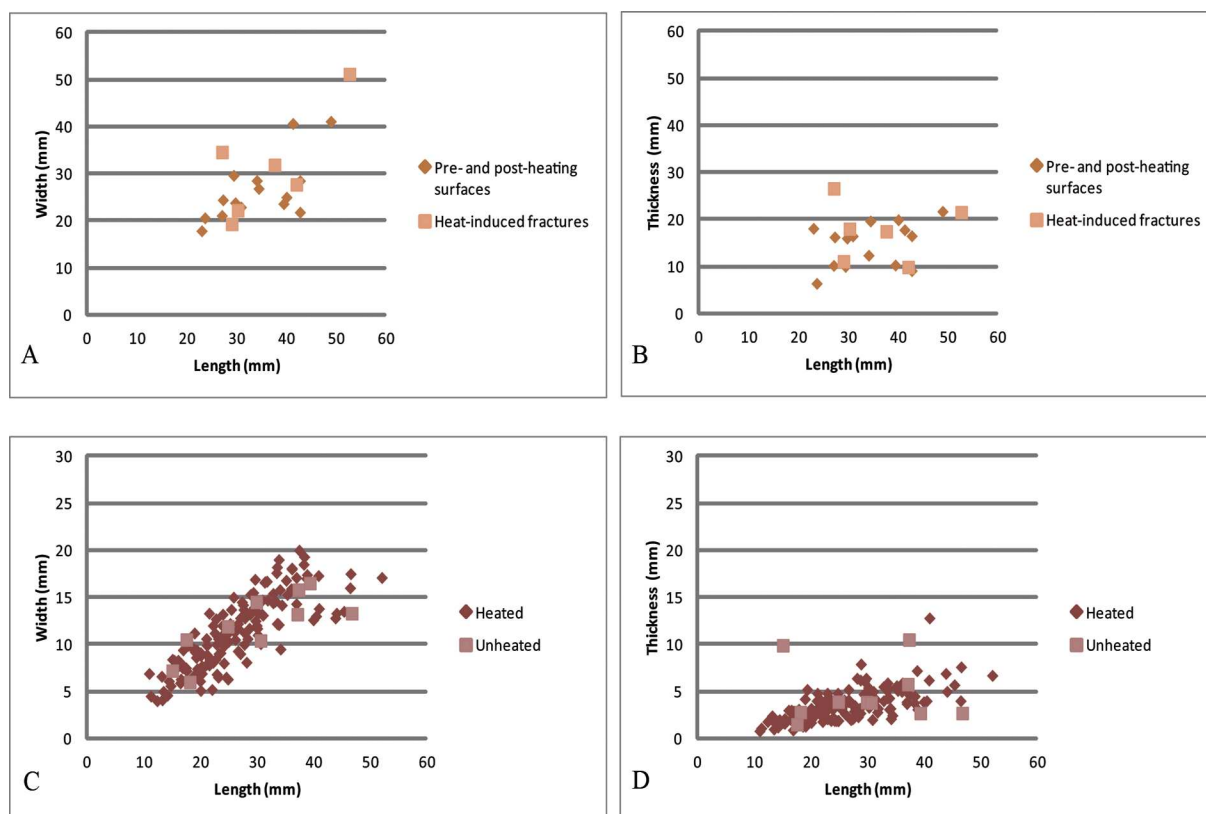 60
50
40
30
20
10
0
Width (mm)
0 10 20 30 40 50 60
Length (mm)
Pre- and post-heating
surfaces
Heat-induced fractures
A
60
50
40
30
20
10
0
Thickness (mm)
0 10 20 30 40 50 60
Length (mm)
Pre- and post-heating
surfaces
Heat-induced fractures
B
30
25
20
15
10
5
0
Width (mm)
0 10 20 30 40 50 60
Length (mm)
Heated
Unheated
C
30
25
20
15
10
5
0
Thickness (mm)
0 10 20 30 40 50 60
Length (mm)
Heated
Unheated
D